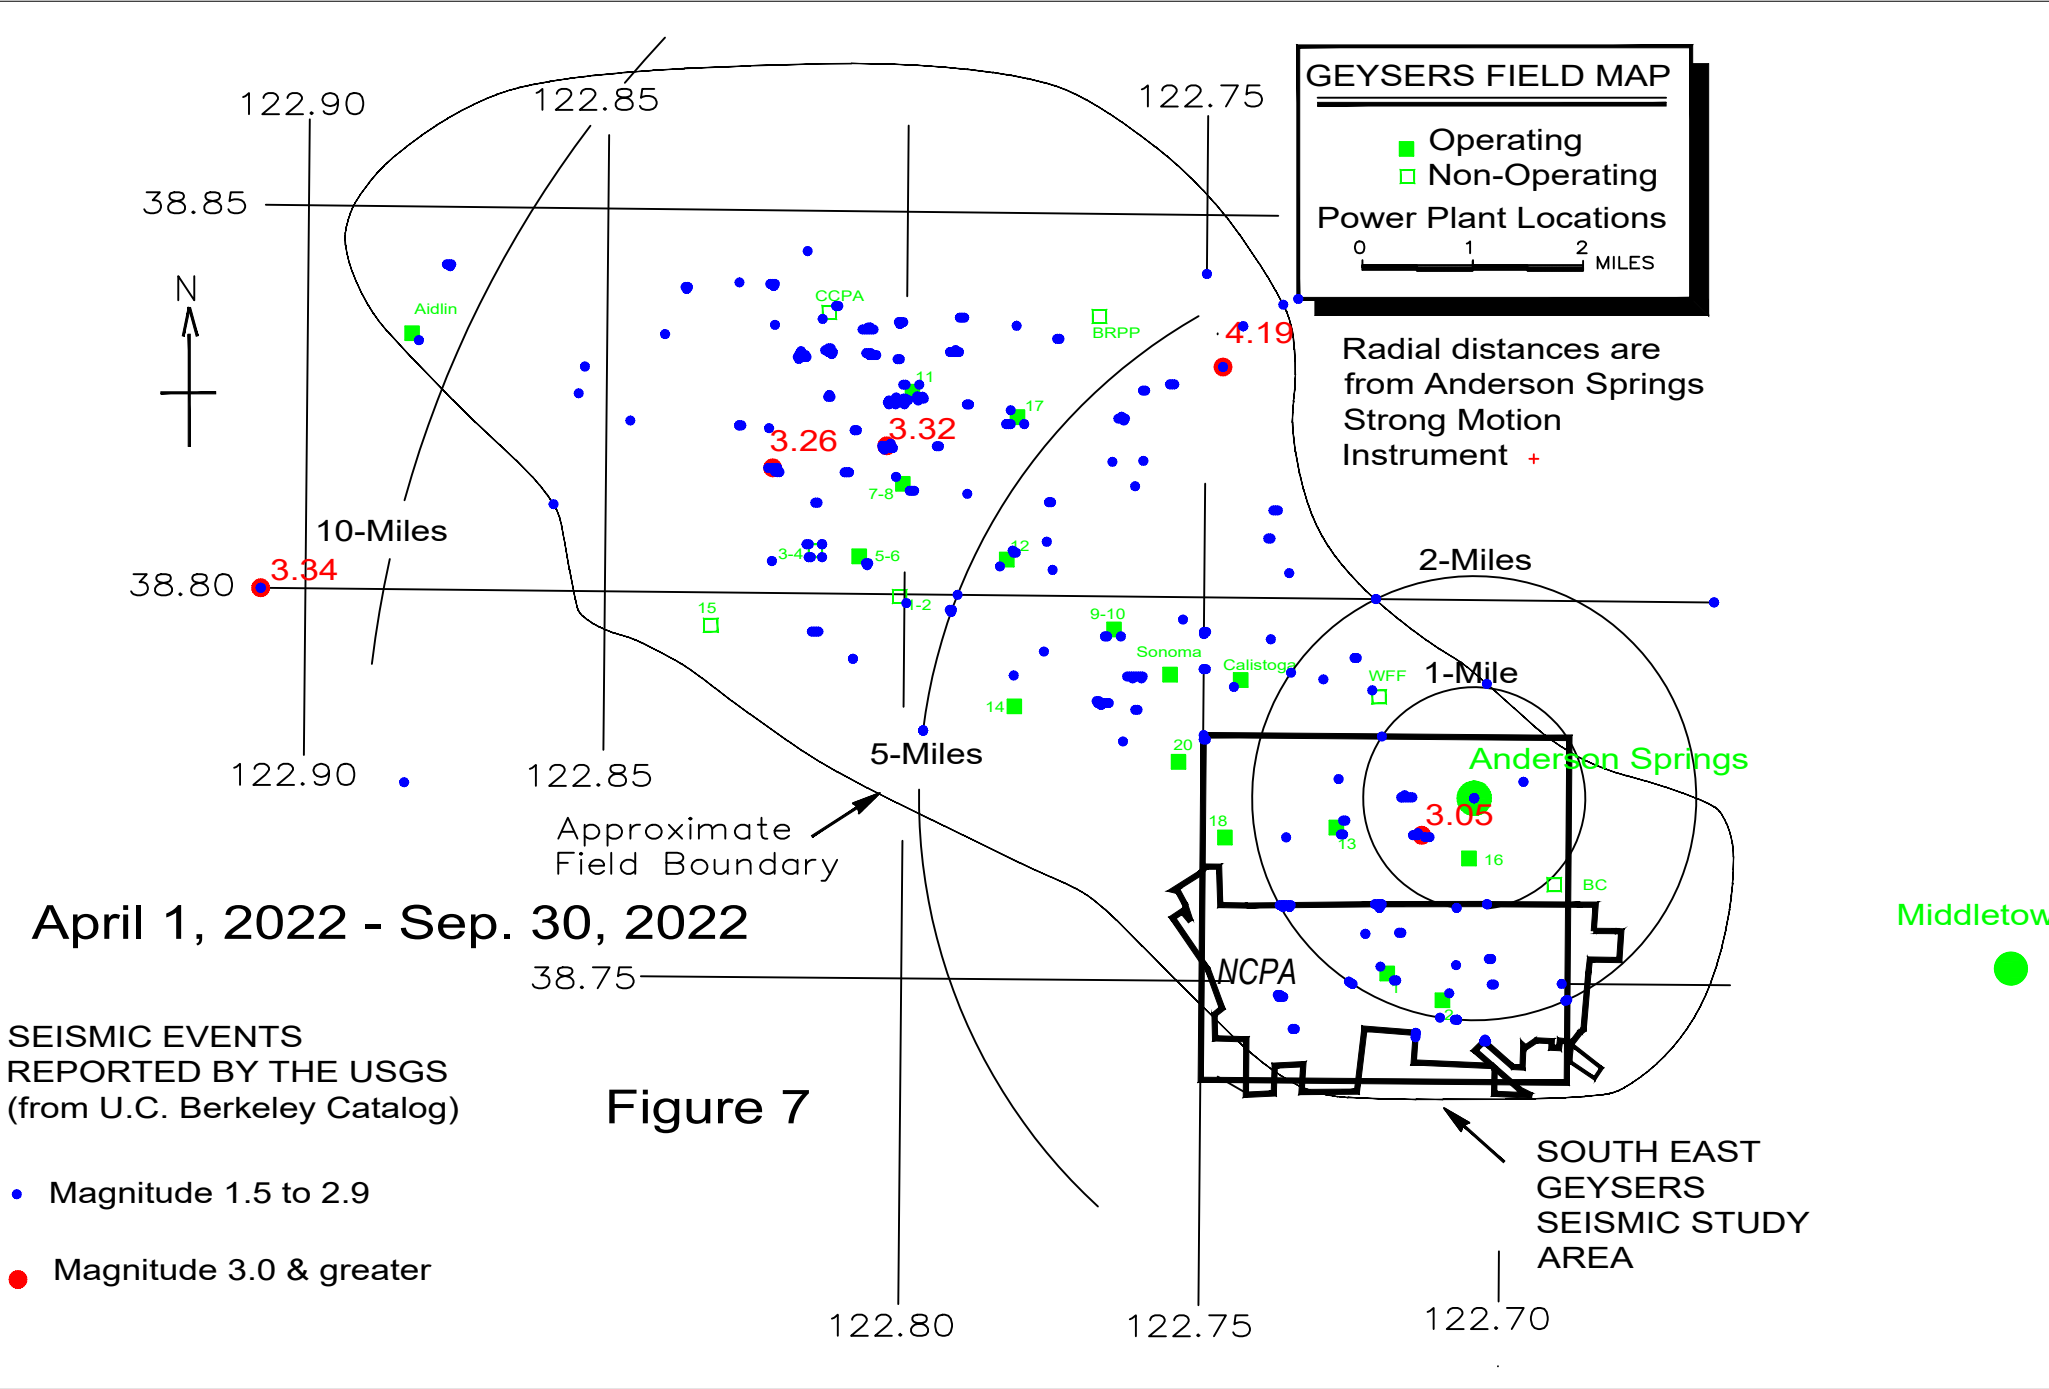 GEYSERS FIELD MAP
Operating
Non-Operating
Power Plant Locations
0 1 2
MILES
Radial distances are
from Anderson Springs
Strong Motion
Instrument +
122.90
122.85
122.75
38.85
N
Aidlin
CCPA
BRPP
4.19
11
17
3.26
3.32
7-8
10-Miles
3-4
5-6
12
2-Miles
3.34
38.80
1-2
15
9-10
Sonoma
Calistoga
WFF
1-Mile
14
20
5-Miles
122.90
122.85
Anderson Springs
3.05
Approximate
Field Boundary
18
13
16
BC
April 1, 2022 - Sep. 30, 2022
Middletow
38.75
NCPA
1
2
SEISMIC EVENTS
REPORTED BY THE USGS
(from U.C. Berkeley Catalog)
Figure 7
SOUTH EAST
GEYSERS
SEISMIC STUDY
AREA
Magnitude 1.5 to 2.9
Magnitude 3.0 & greater
122.80
122.75
122.70